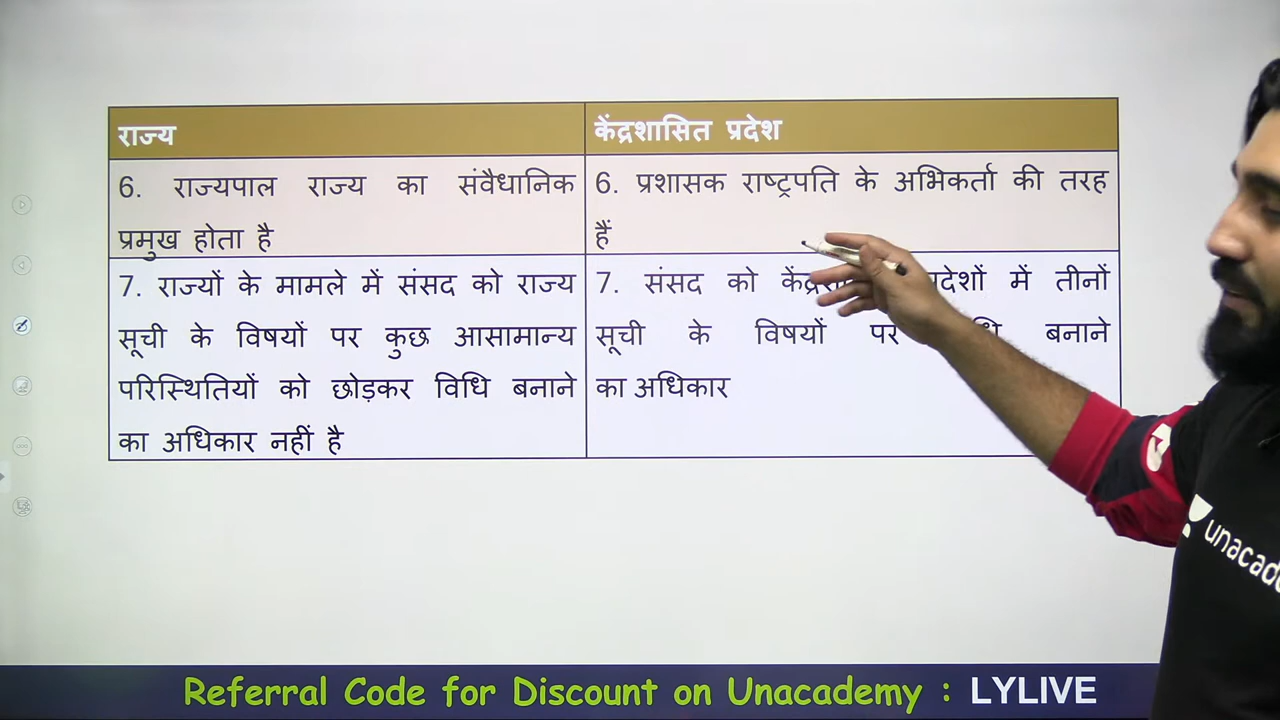 राज्य
केंद्रशासित प्रदेश
6. राज्यपाल राज्य का संवैधानिक
प्रमुख होता है
6. प्रशासक राष्ट्रपति के अभिकर्ता की तरह
हैं
7. राज्यों के मामले में संसद को राज्य
सूची के विषयों पर कुछ आसामान्य
परिस्थितियों को छोड़कर विधि बनाने
का अधिकार नहीं है
7. संसद को में तीनों
सूची के विषयों पर बनाने
का अधिकार
unacade
Referral Code for Discount on Unacademy : LYLIVE